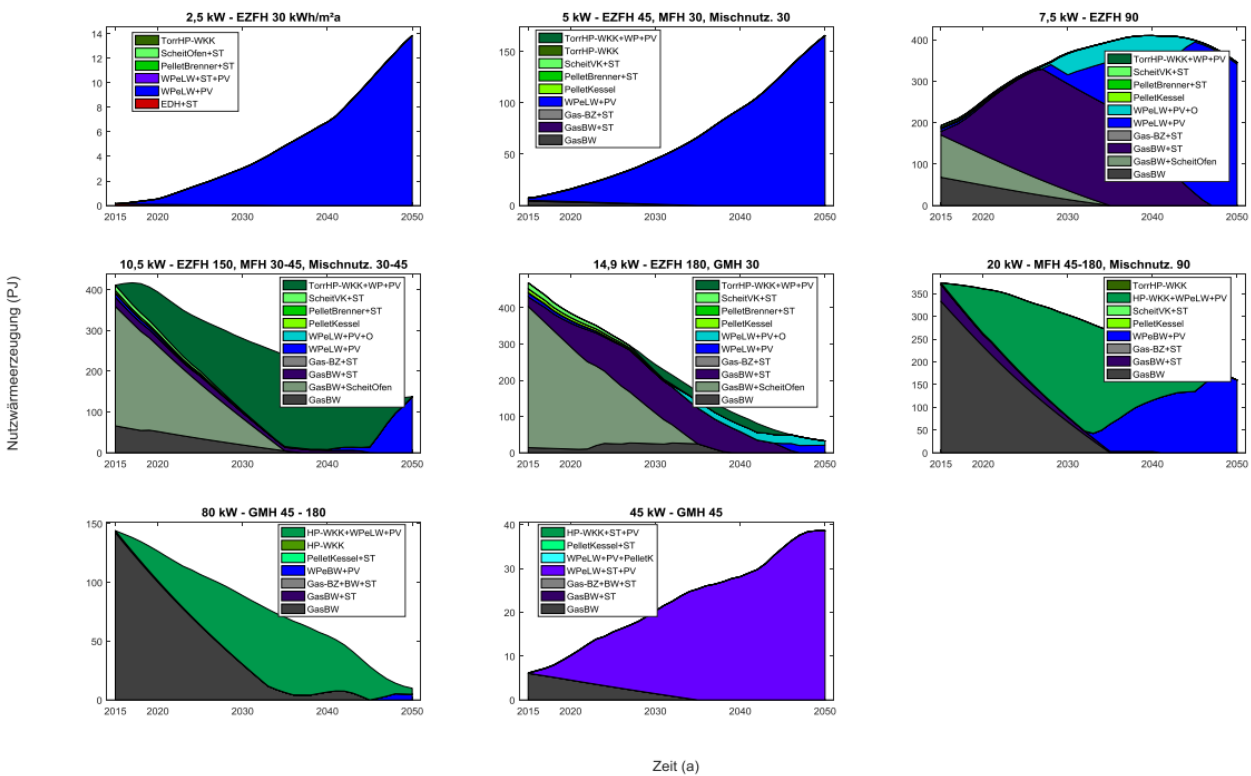 2,5 kW - EZFH 30 kWh/m²a
14
12
10
8
6
4
2
0
2015
2020
2030
2040
2050
TorrHP-WKK
ScheitOfen+ST
PelletBrenner+ST
WPeLW+ST+PV
WPeLW+PV
EDH+ST
5 kW - EZFH 45, MFH 30, Mischnutz. 30
150
100
50
0
2015
2020
2030
2040
2050
TorrHP-WKK+WP+PV
TorrHP-WKK
ScheitVK+ST
PelletBrenner+ST
PelletKessel
WPeLW+PV
Gas-BZ+ST
GasBW+ST
GasBW
7,5 kW - EZFH 90
400
300
200
100
0
2015
2020
2030
2040
2050
TorrHP-WKK+WP+PV
ScheitVK+ST
PelletBrenner+ST
PelletKessel
WPeLW+PV+O
WPeLW+PV
Gas-BZ+ST
GasBW+ST
GasBW+ScheitOfen
GasBW
Nutzwärmeerzeugung (PJ)
10,5 kW - EZFH 150, MFH 30-45, Mischnutz. 30-45
400
300
200
100
0
2015
2020
2030
2040
2050
TorrHP-WKK+WP+PV
ScheitVK+ST
PelletBrenner+ST
PelletKessel
WPeLW+PV+O
WPeLW+PV
Gas-BZ+ST
GasBW+ST
GasBW+ScheitOfen
GasBW
14,9 kW - EZFH 180, GMH 30
400
300
200
100
0
2015
2020
2030
2040
2050
TorrHP-WKK+WP+PV
ScheitVK+ST
PelletBrenner+ST
PelletKessel
WPeLW+PV+O
WPeLW+PV
Gas-BZ+ST
GasBW+ST
GasBW+ScheitOfen
GasBW
20 kW - MFH 45-180, Mischnutz. 90
350
300
250
200
150
100
50
0
2015
2020
2030
2040
2050
TorrHP-WKK
HP-WKK+WPeLW+PV
ScheitVK+ST
PelletKessel
WPeBW+PV
Gas-BZ+ST
GasBW+ST
GasBW
80 kW - GMH 45 - 180
150
100
50
0
2015
2020
2030
2040
2050
HP-WKK+WPeLW+PV
HP-WKK
PelletKessel+ST
WPeBW+PV
Gas-BZ+BW+ST
GasBW+ST
GasBW
45 kW - GMH 45
40
30
20
10
0
2015
2020
2030
2040
2050
HP-WKK+ST+PV
PelletKessel+ST
WPeLW+PV+PelletK
WPeLW+ST+PV
Gas-BZ+BW+ST
GasBW+ST
GasBW
Zeit (a)